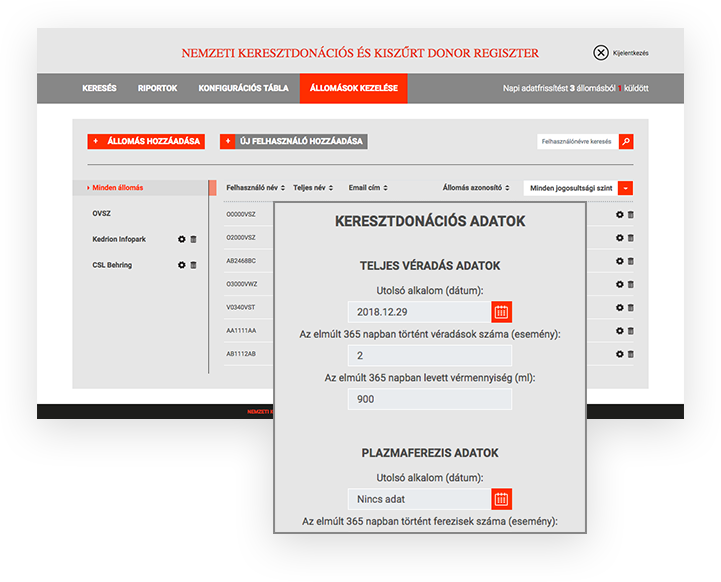 NEMZETI KERESZTDONÁCIÓS ÉS KISZŰRT DONOR REGISZTER
Kijelentkezés
KERESÉS RIPORTOK KONFIGURÁCIÓS TÁBLA ÁLLOMÁSOK KEZELÉSE Napi adatfrissítést 3 állomásból 1 küldött
+ ÁLLOMÁS HOZZÁADÁSA + ÚJ FELHASZNÁLÓ HOZZÁADÁSA Felhasználónévre keresés
Minden állomás
OVSZ
Kedrion Infopark
CSL Behring
Felhasználó név Teljes név Email cím Állomás azonosító Minden jogosultsági szint
O0000VSZ
O2000VSZ
AB2468BC
O3000VWZ
V0340VST
AA1111AA
AB1112AB
NEMZETI K
KERESZTDONÁCIÓS ADATOK
TELJES VÉRADÁS ADATOK
Utolsó alkalom (dátum):
2018.12.29
Az elmúlt 365 napban történt véradások száma (esemény):
2
Az elmúlt 365 napban levett vérmennyiség (ml):
900
PLAZMAFEREZIS ADATOK
Utolsó alkalom (dátum):
Nincs adat
Az elmúlt 365 napban történt ferezisek száma (esemény):